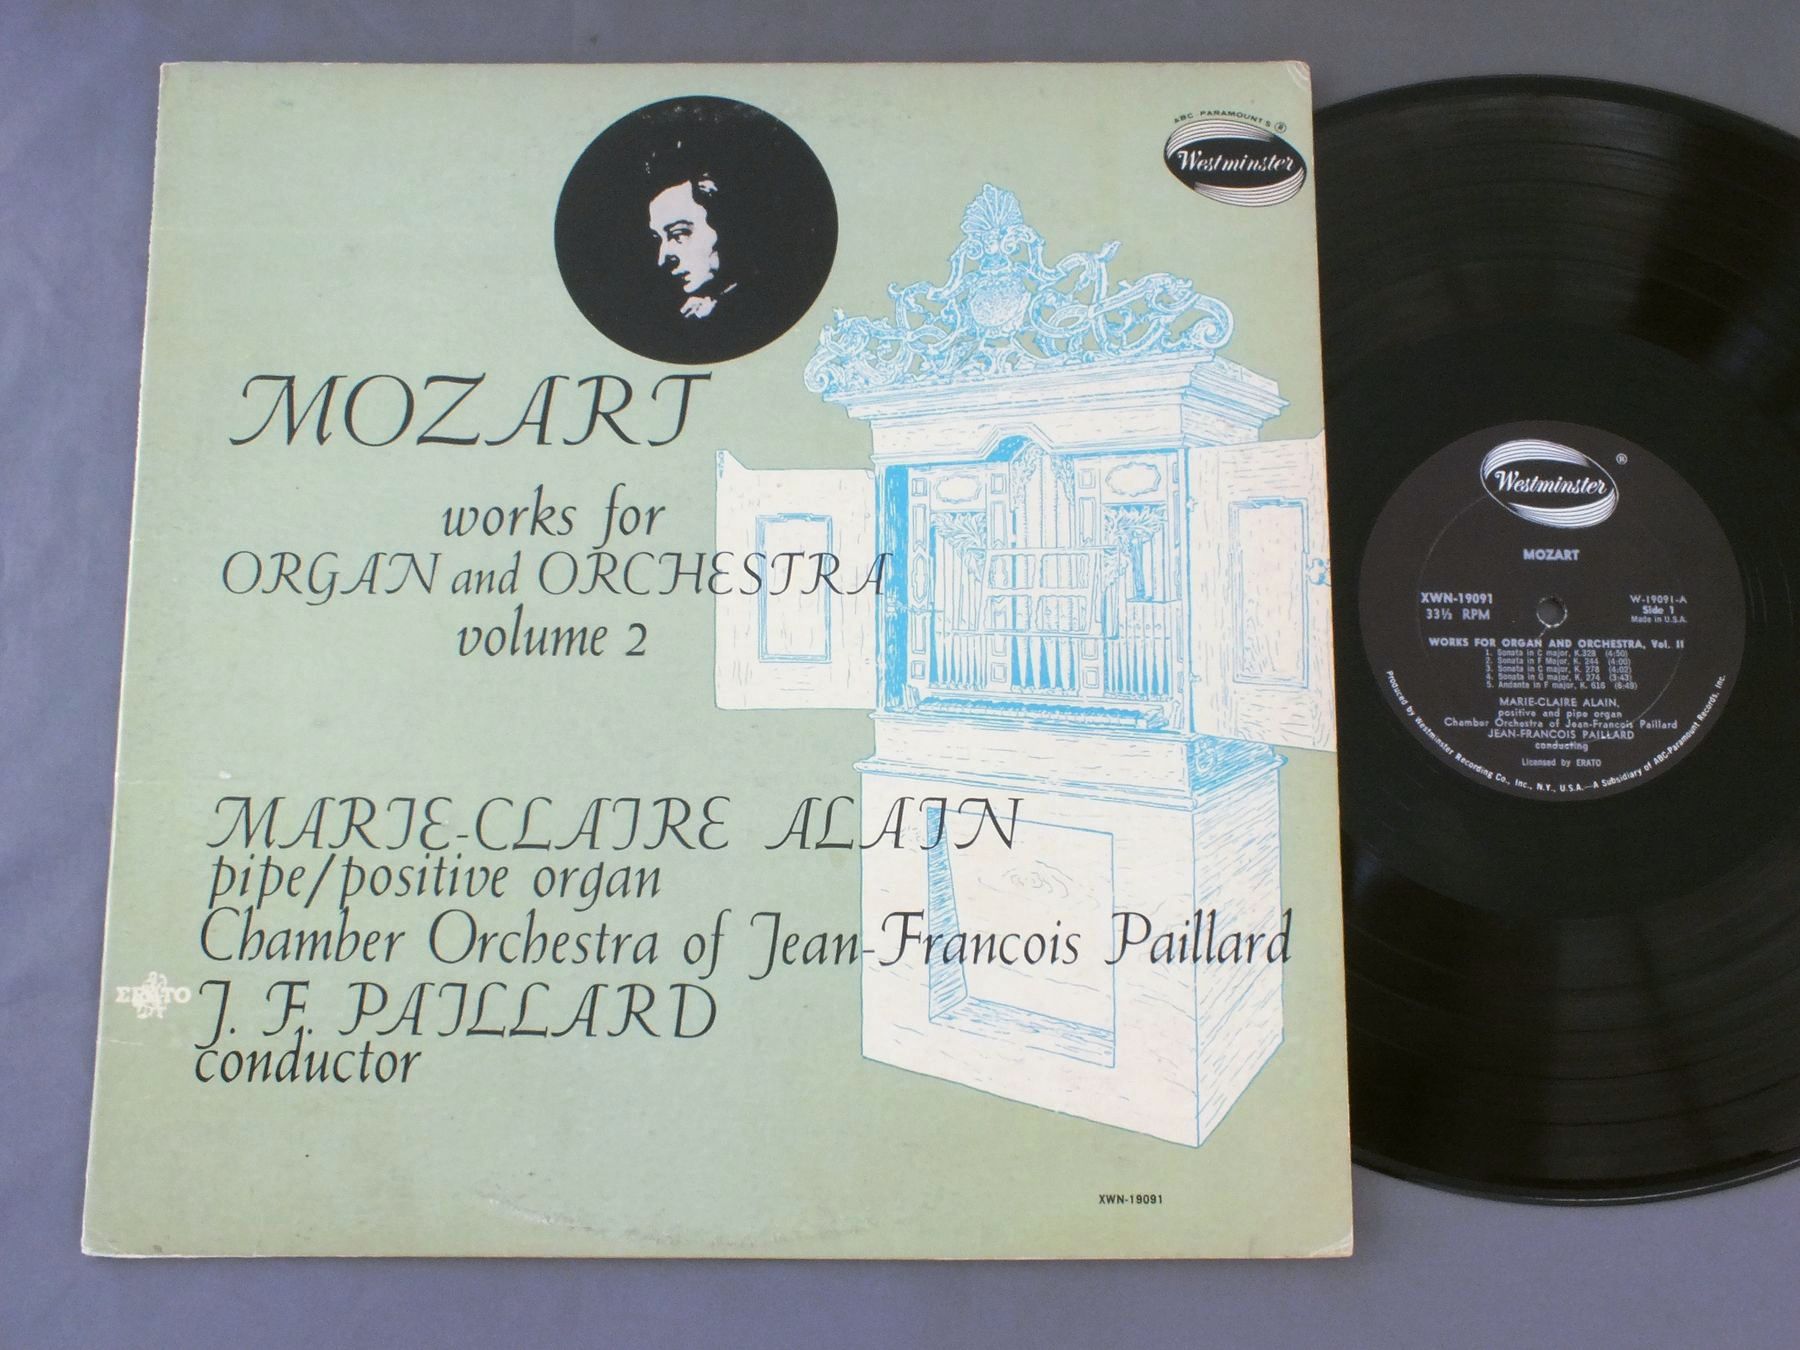 ABC PARAMOUNT'S ®
Westminster
MOZART
works for
ORGAN and ORCHESTRA
volume 2
MARIE-CLAIRE ALAIN
pipe/positive organ
Chamber Orchestra of Jean-Francois Paillard
ERATO
J. F. PAILLARD
conductor
XWN-19091
Westminster ®
MOZART
XWN-19091
33⅓ RPM
W-19091-A
Side 1
Made in U.S.A.
WORKS FOR ORGAN AND ORCHESTRA, Vol. II
1. Sonata in C major, K.328 (4:50)
2. Sonata in F Major, K. 244 (4:00)
3. Sonata in C major, K. 278 (4:02)
4. Sonata in G major, K. 274 (3:43)
5. Andante in F major, K. 616 (6:49)
MARIE-CLAIRE ALAIN,
positive and pipe organ
Chamber Orchestra of Jean-Francois Paillard
JEAN-FRANCOIS PAILLARD
conducting
Licensed by ERATO
Produced by Westminster Recording Co., Inc., N.Y., U.S.A.—A Subsidiary of ABC-Paramount Records, Inc.